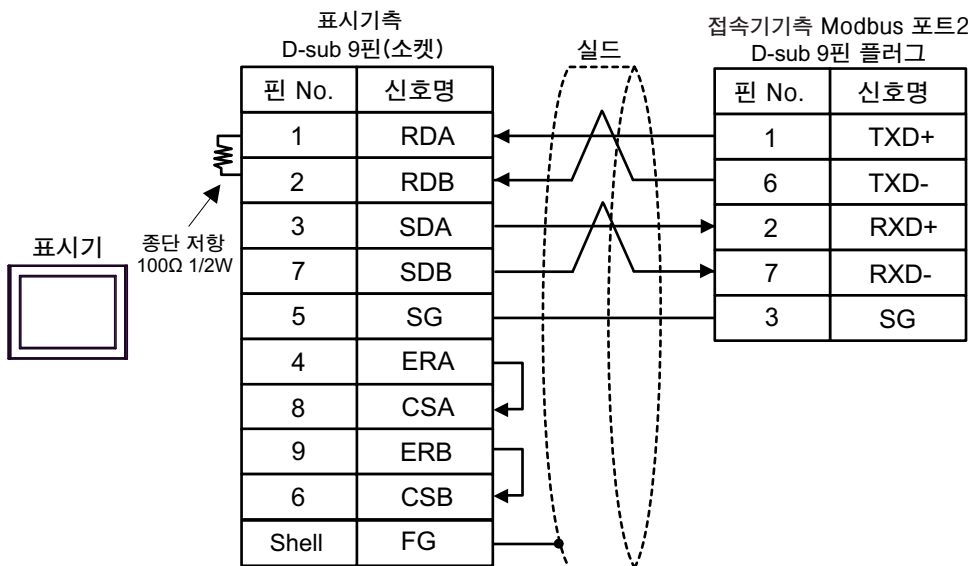 표시기측
D-sub 9핀(소켓)
실드
접속기기측 Modbus 포트2
D-sub 9핀 플러그
핀 No. 신호명
1 RDA
2 RDB
3 SDA
7 SDB
5 SG
4 ERA
8 CSA
9 ERB
6 CSB
Shell FG
핀 No. 신호명
1 TXD+
6 TXD-
2 RXD+
7 RXD-
3 SG
종단 저항
100Ω 1/2W
표시기